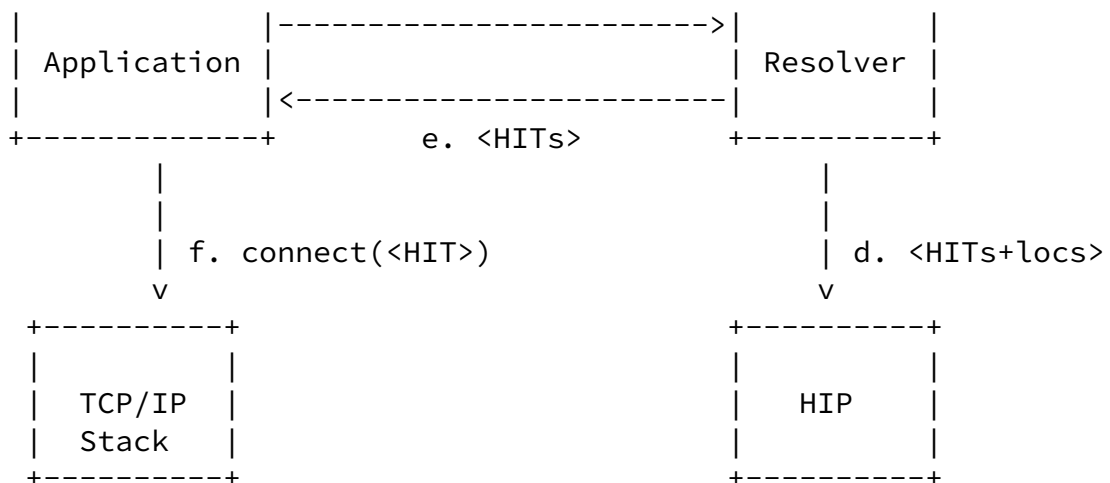 Application Resolver
e. <HITs>
f. connect(<HIT>) d. <HITs+locs>
TCP/IP HIP
Stack